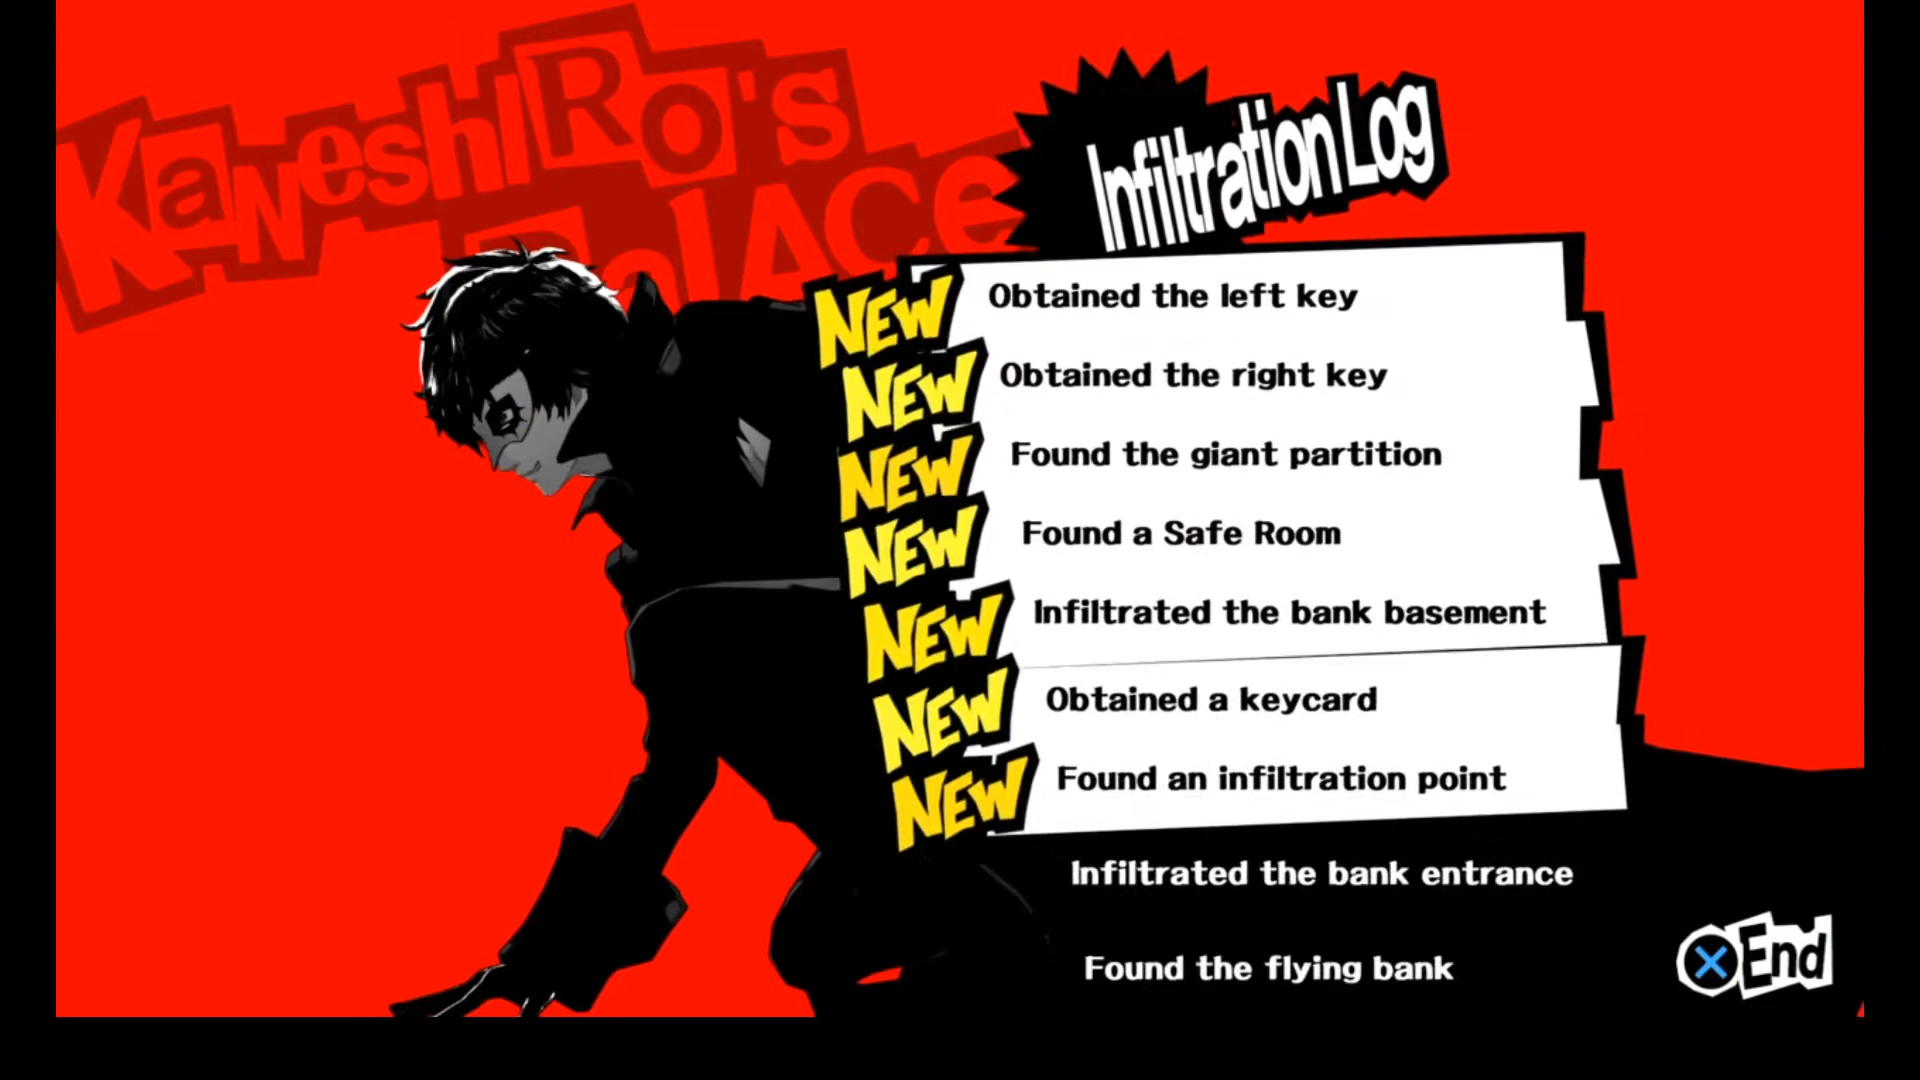 KaNeshIRo's
PalACe
Infiltration Log
NEW Obtained the left key
NEW Obtained the right key
NEW Found the giant partition
NEW Found a Safe Room
NEW Infiltrated the bank basement
NEW Obtained a keycard
NEW Found an infiltration point
Infiltrated the bank entrance
Found the flying bank
End